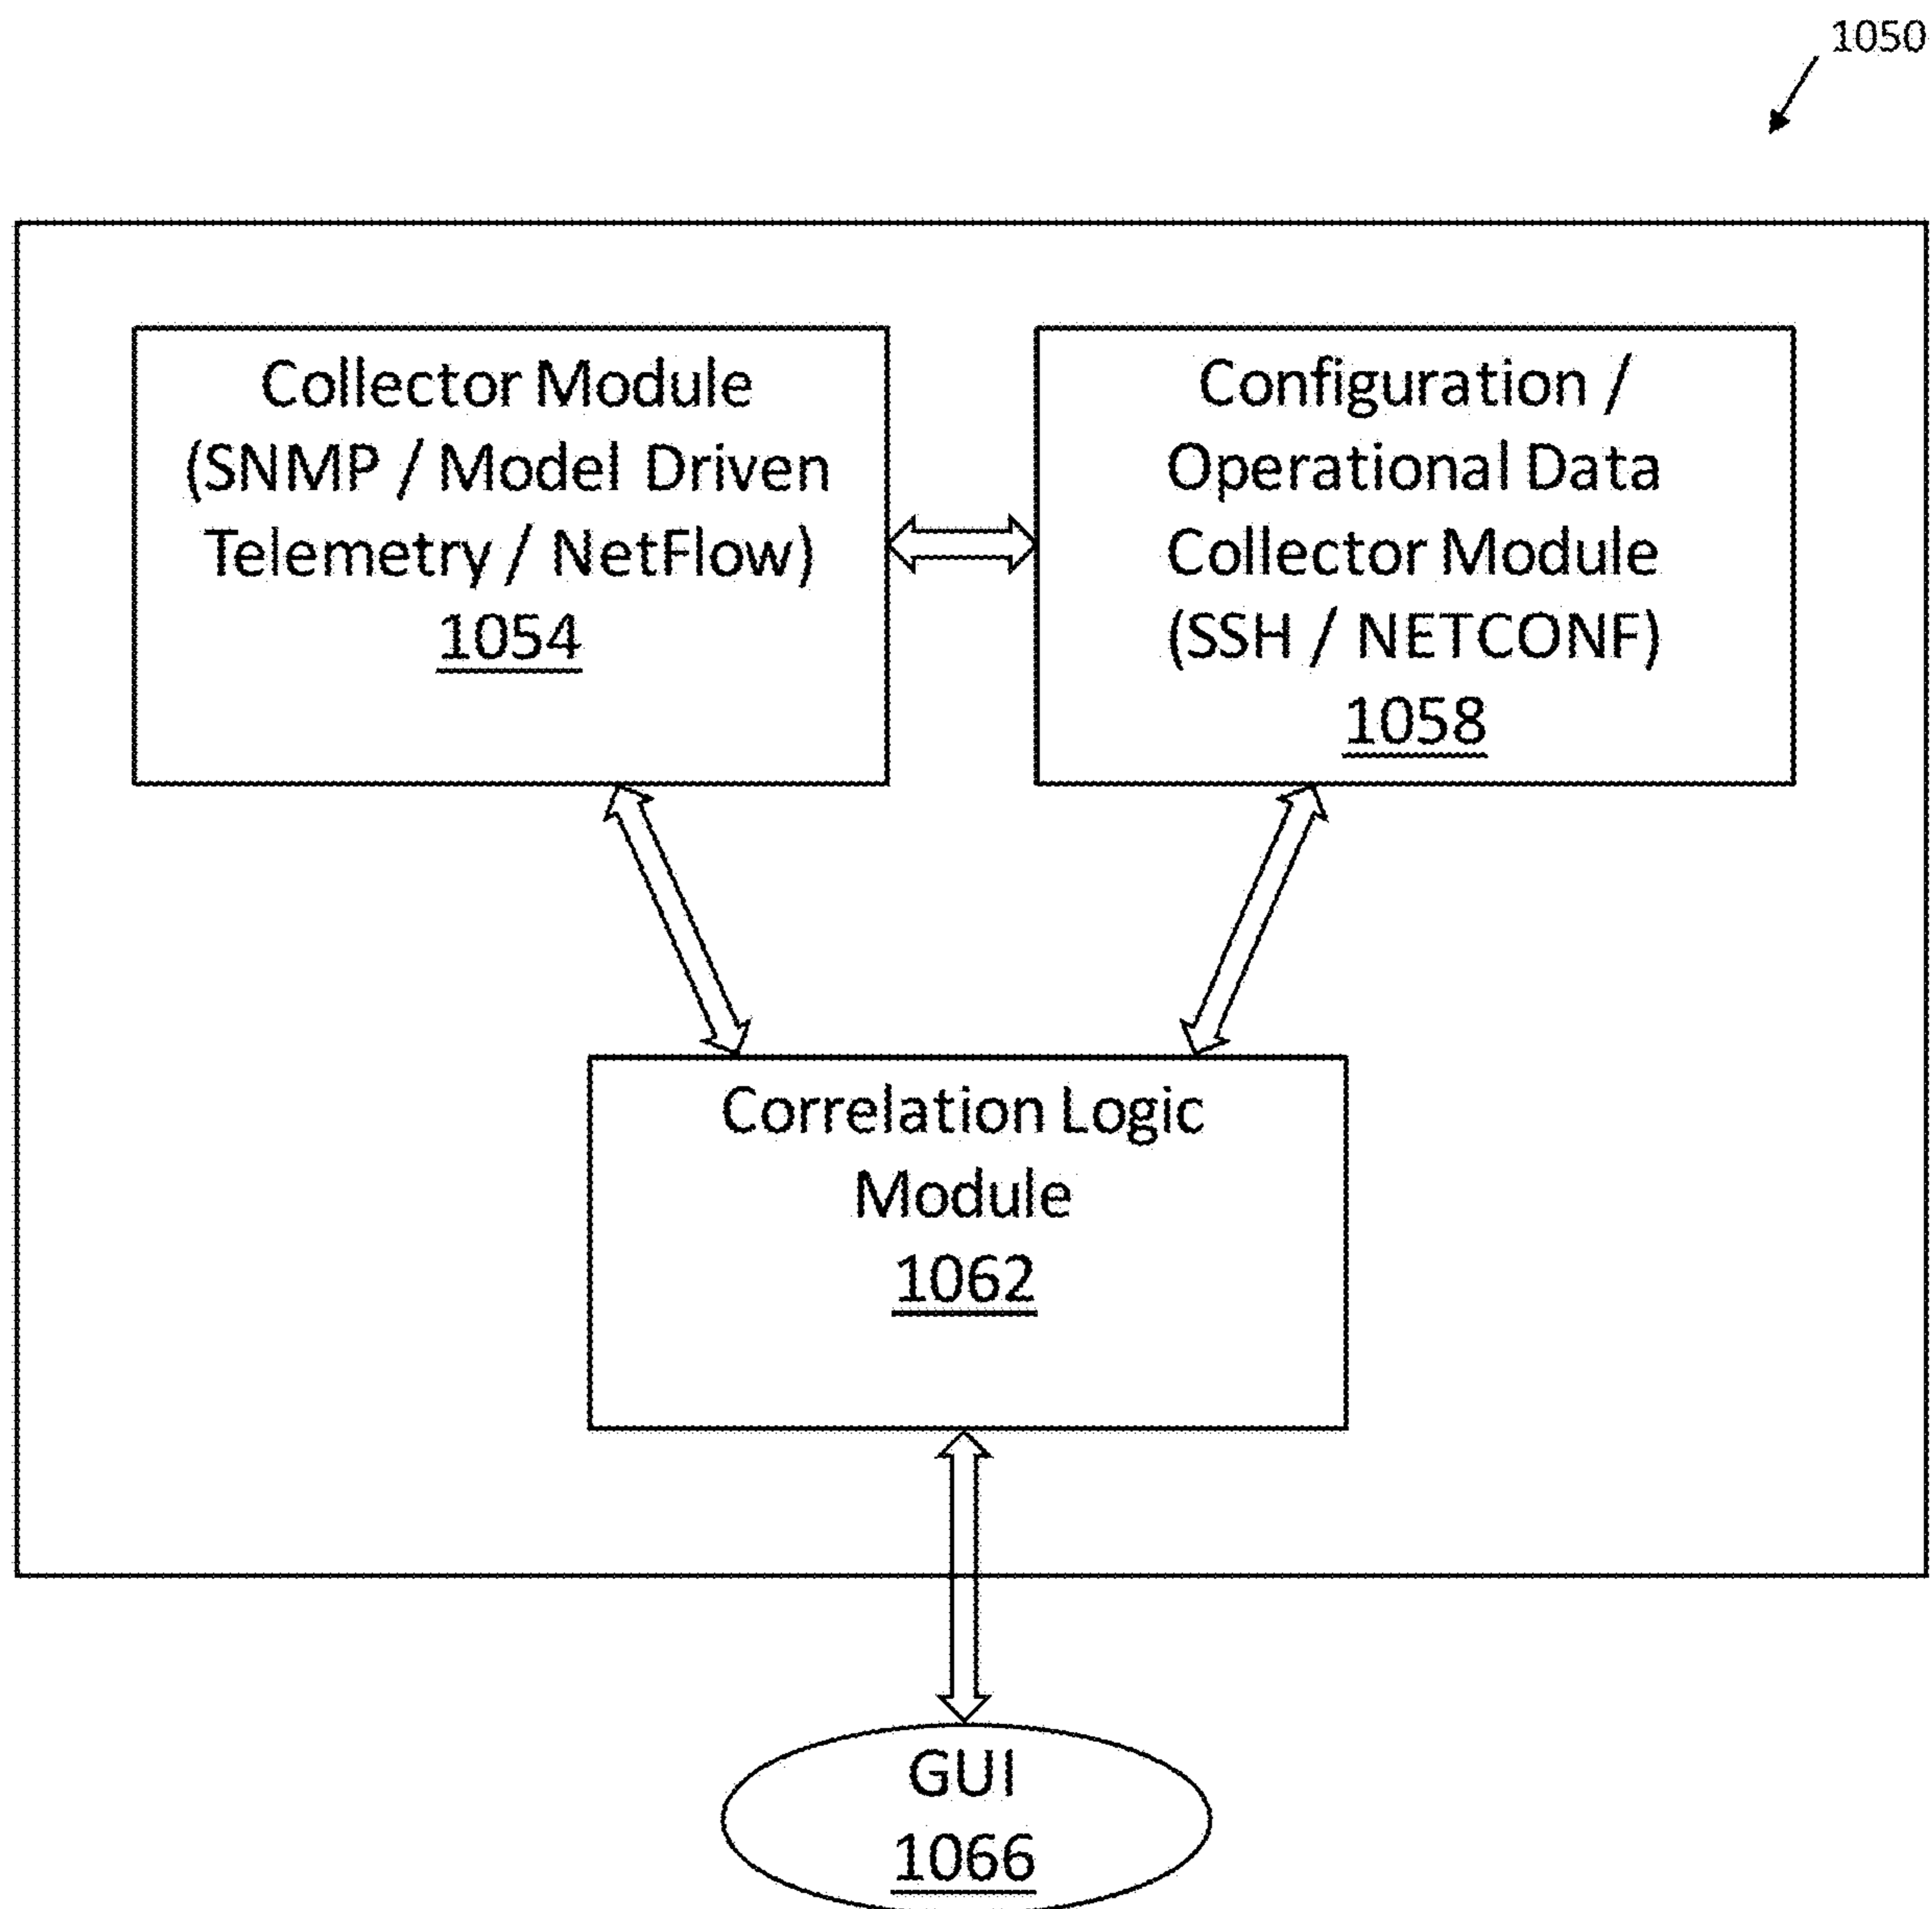 1050
Collector Module
(SNMP / Model Driven
Telemetry / NetFlow)
1054
Configuration /
Operational Data
Collector Module
(SSH / NETCONF)
1058
Correlation Logic
Module
1062
GUI
1066